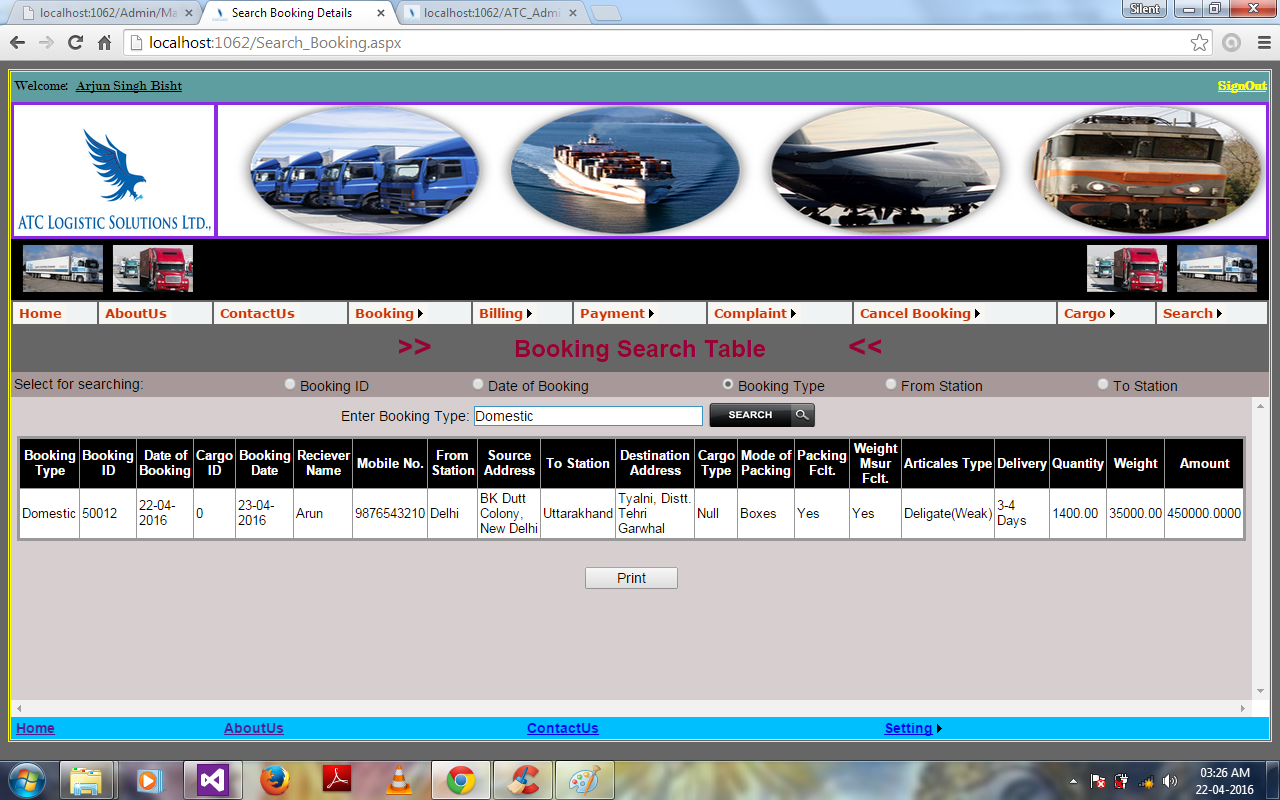 localhost:1062/Admin/Ma
Search Booking Details
localhost:1062/ATC_Admi
Silent
localhost:1062/Search_Booking.aspx
Welcome: Arjun Singh Bisht
SignOut
ATC LOGISTIC SOLUTIONS LTD.,
Home AboutUs ContactUs Booking Billing Payment Complaint Cancel Booking Cargo Search
>> Booking Search Table <<
Select for searching: Booking ID Date of Booking Booking Type From Station To Station
Enter Booking Type: Domestic SEARCH
Booking Type Booking ID Date of Booking Cargo ID Booking Date Reciever Name Mobile No. From Station Source Address To Station Destination Address Cargo Type Mode of Packing Packing Fclt. Weight Msur Fclt. Articales Type Delivery Quantity Weight Amount
Domestic 50012 22-04-2016 0 23-04-2016 Arun 9876543210 Delhi BK Dutt Colony, New Delhi Uttarakhand Tyalni, Distt. Tehri Garwhal Null Boxes Yes Yes Deligate(Weak) 3-4 Days 1400.00 35000.00 450000.0000
Print
Home AboutUs ContactUs Setting
03:26 AM
22-04-2016